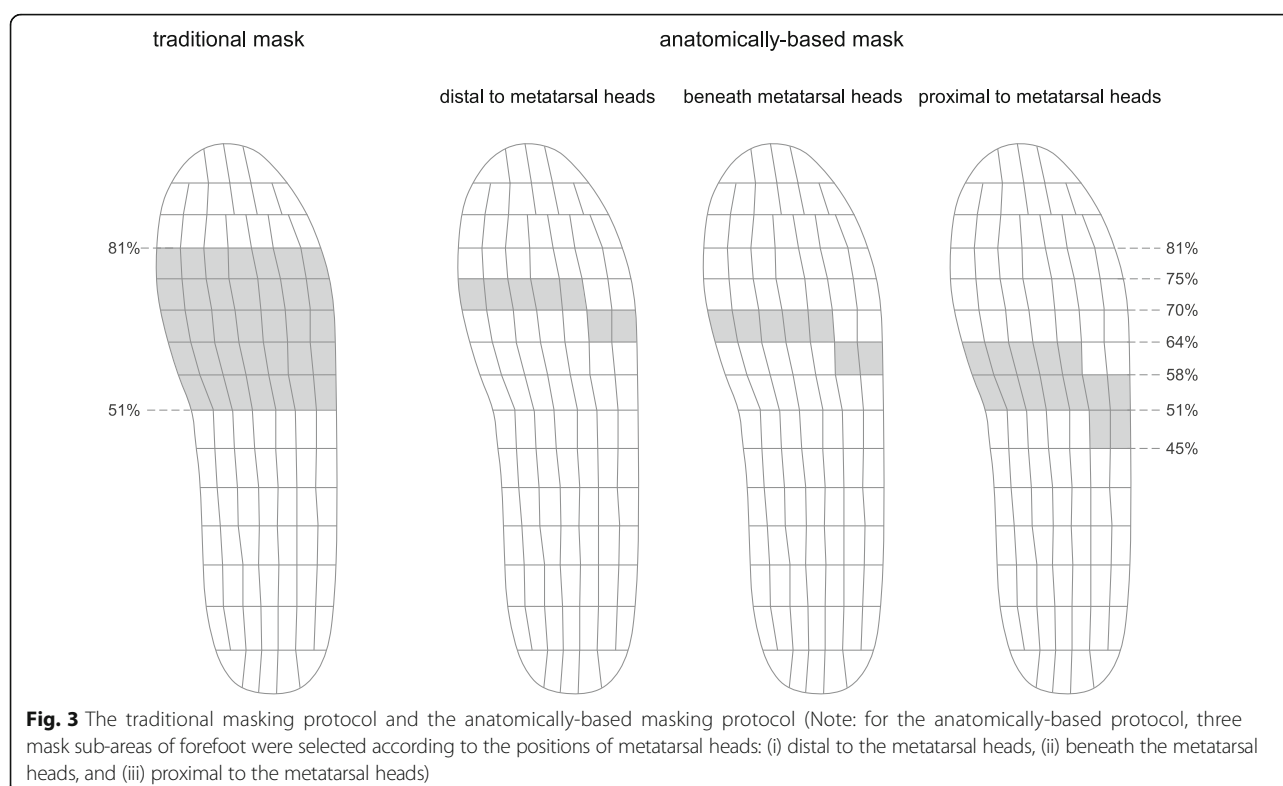 traditional mask
anatomically-based mask
distal to metatarsal heads
beneath metatarsal heads
proximal to metatarsal heads
81%
51%
81%
75%
70%
64%
58%
51%
45%
Fig. 3 The traditional masking protocol and the anatomically-based masking protocol (Note: for the anatomically-based protocol, three
mask sub-areas of forefoot were selected according to the positions of metatarsal heads: (i) distal to the metatarsal heads, (ii) beneath the metatarsal
heads, and (iii) proximal to the metatarsal heads)